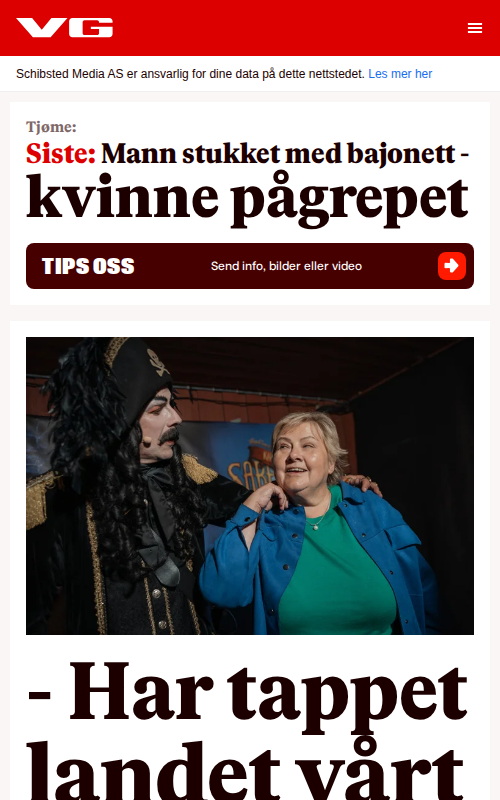 VG
Schibsted Media AS er ansvarlig for dine data på dette nettstedet. Les mer her
Tjøme:
Siste: Mann stukket med bajonett -
kvinne pågrepet
TIPS OSS
Send info, bilder eller video
- Har tappet
landet vårt